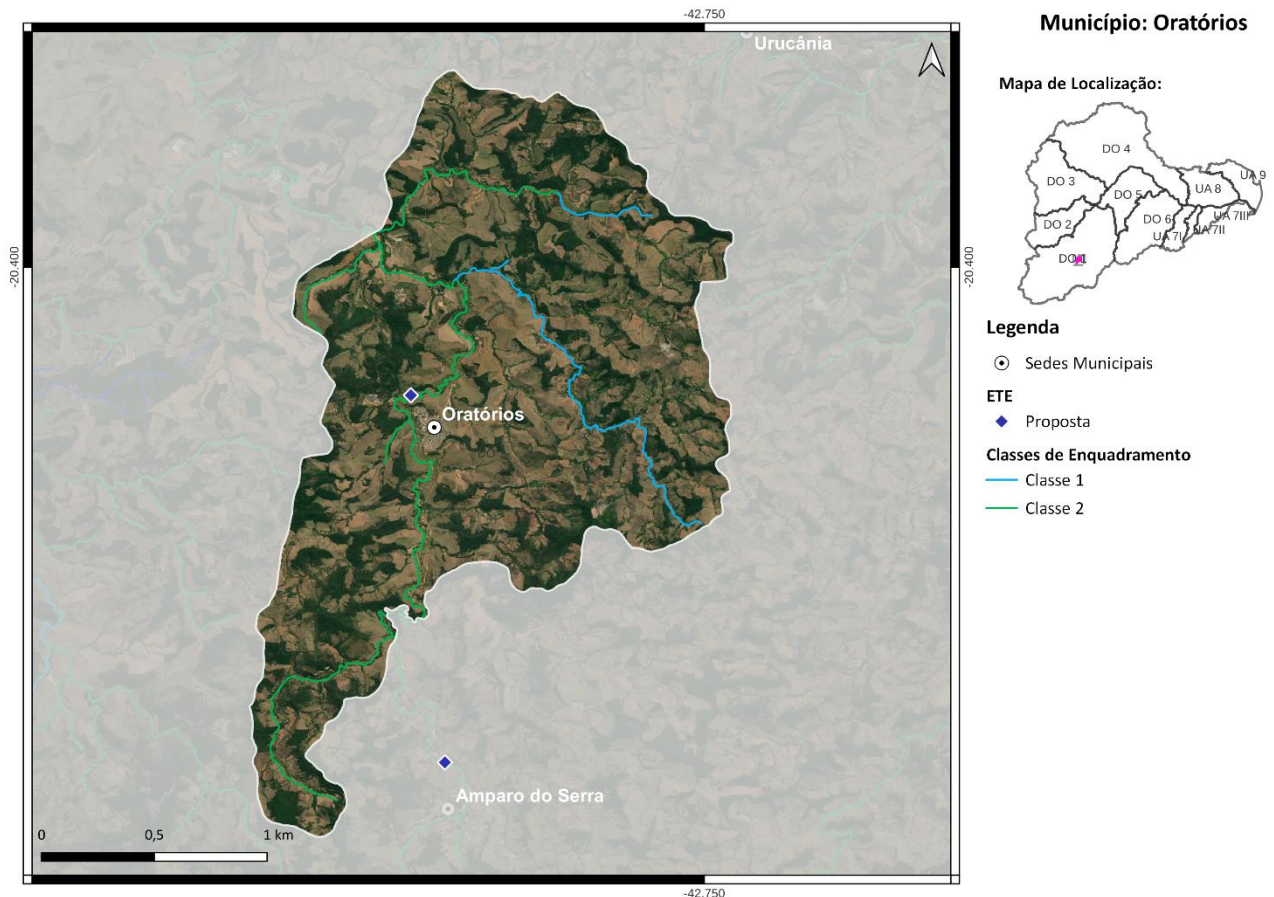 -42.750
Município: Oratórios
Urucânia
Mapa de Localização:
DO 4
UA 9
DO 3
UA 8
DO 5
DO 2
DO 6
UA 7III
UA 7II
UA 7I
-20.400
-20.400
Legenda
Sedes Municipais
ETE
Proposta
Oratórios
Classes de Enquadramento
Classe 1
Classe 2
Amparo do Serra
0 0,5 1 km
-42.750